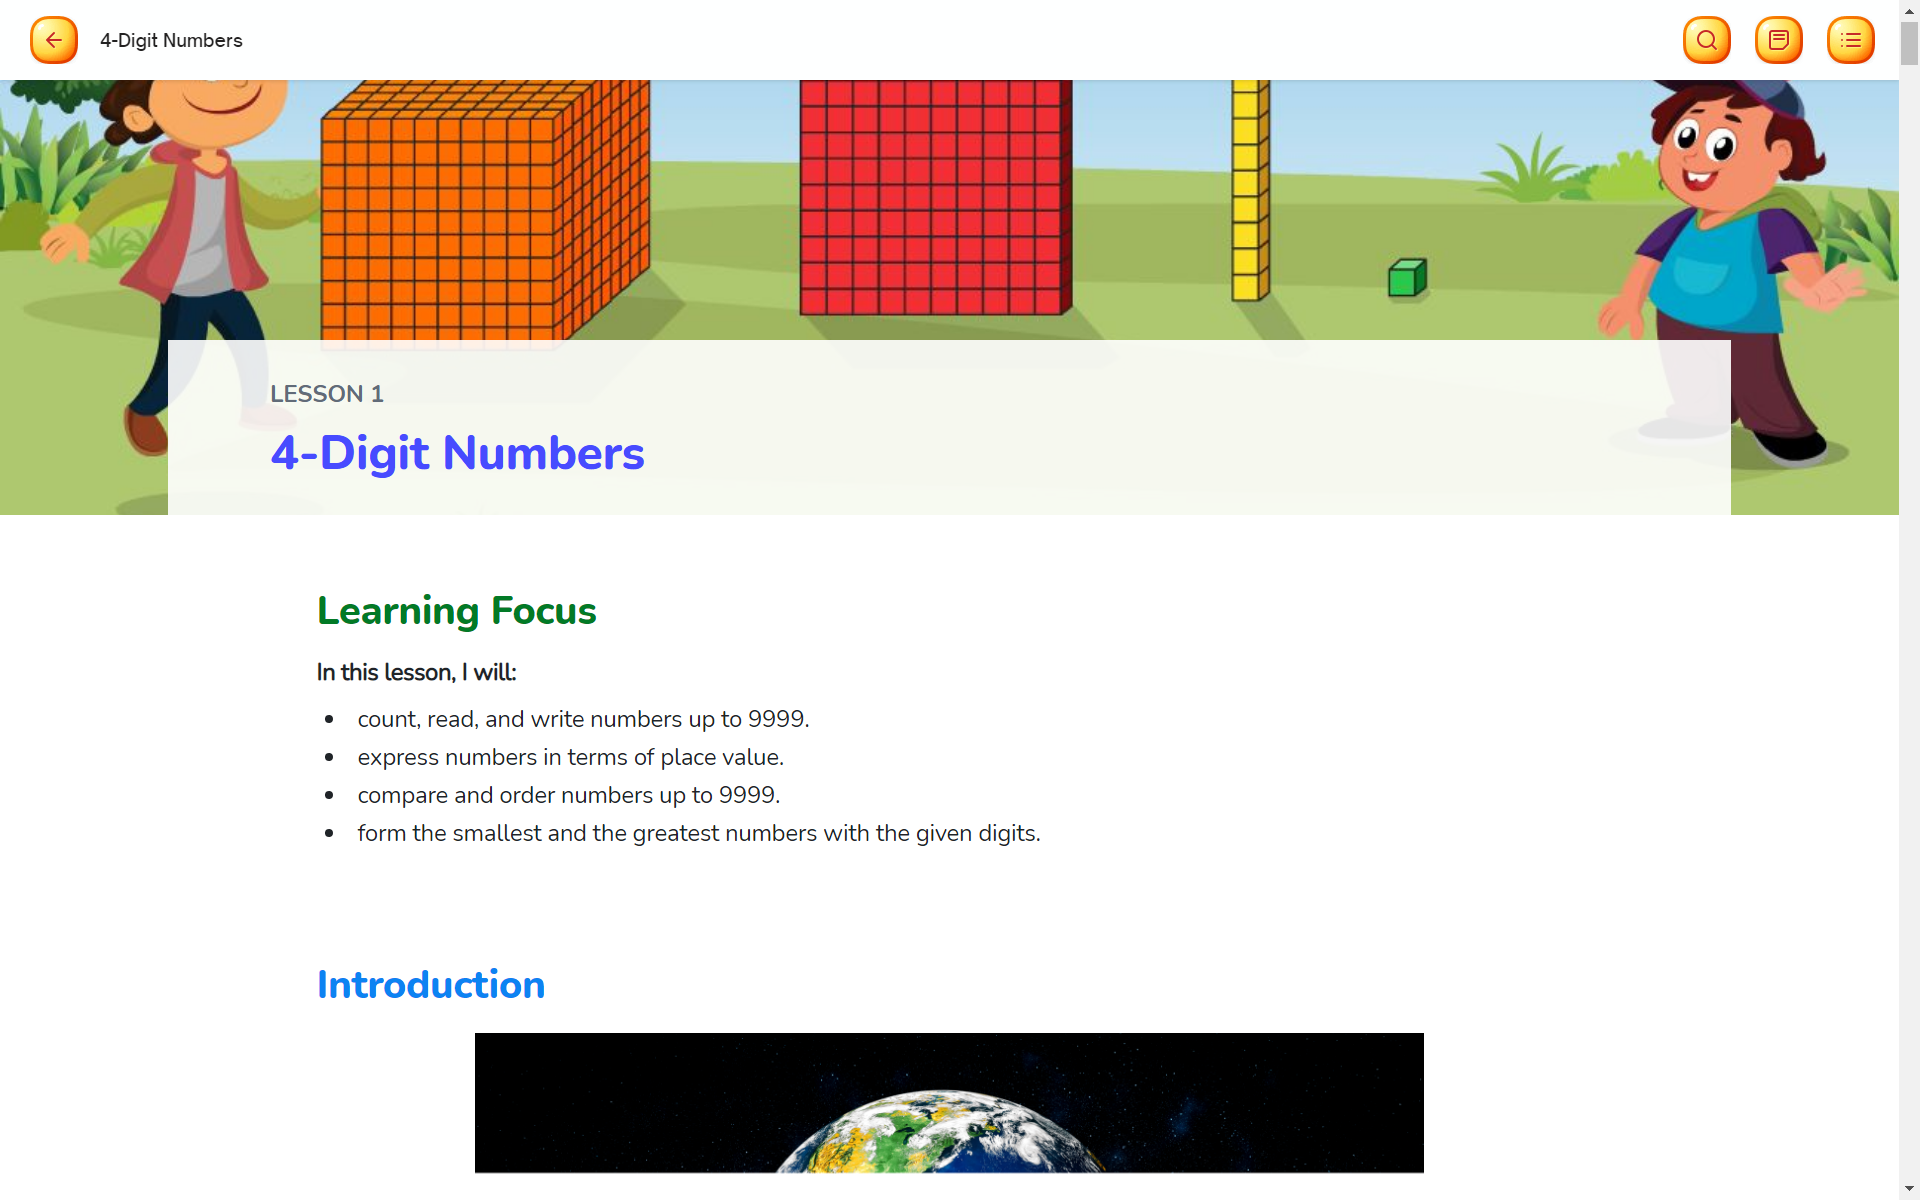 4-Digit Numbers
LESSON 1
4-Digit Numbers
Learning Focus
In this lesson, I will:
count, read, and write numbers up to 9999.
express numbers in terms of place value.
compare and order numbers up to 9999.
form the smallest and the greatest numbers with the given digits.
Introduction